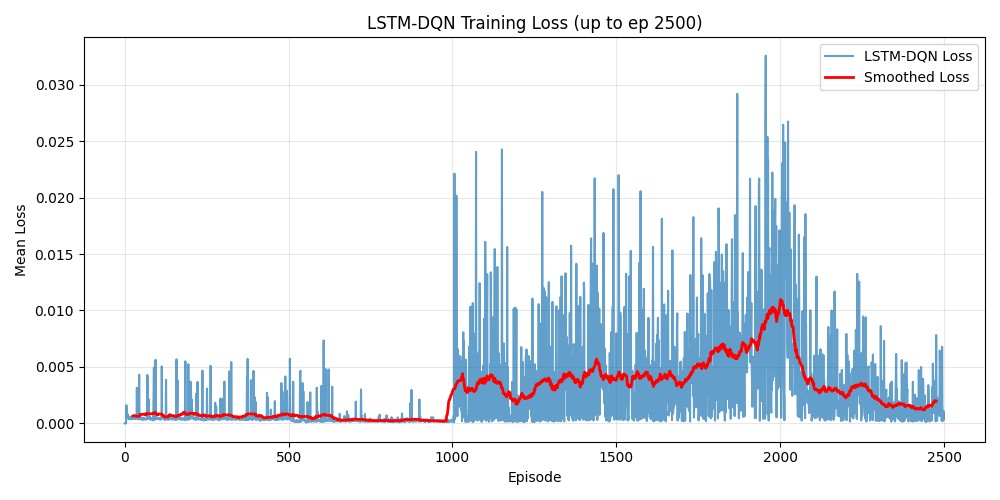 LSTM-DQN Training Loss (up to ep 2500)
LSTM-DQN Loss
Smoothed Loss
Mean Loss
0.030
0.025
0.020
0.015
0.010
0.005
0.000
0 500 1000 1500 2000 2500
Episode